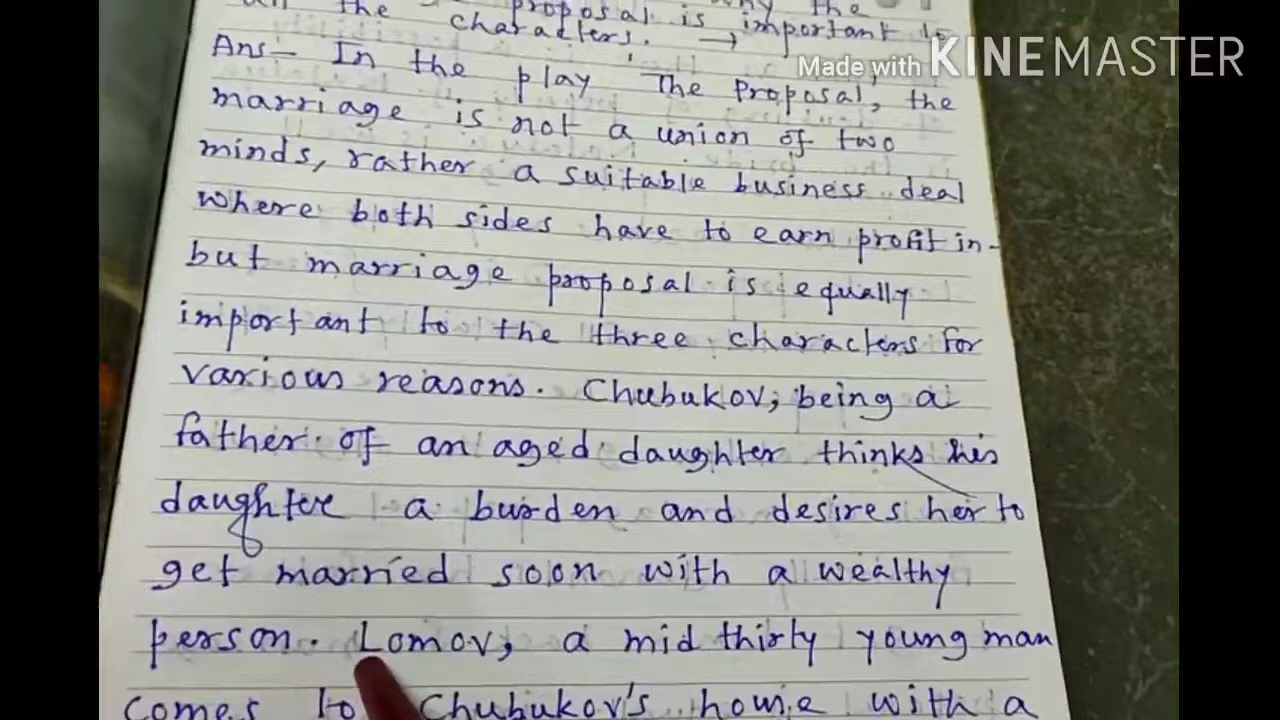 the proposal is important to
characters. →
Made with KINEMASTER
Ans- In the play 'The Proposal', the
marriage is not a union of two
minds, rather a suitable business deal
where both sides have to earn profit in-
but marriage proposal is equally
important to the three characters for
various reasons. Chubukov, being a
father of an aged daughter thinks his
daughter a burden and desires her to
get married soon with a wealthy
person. Lomov, a mid thirty young man
comes to Chubukov's home with a